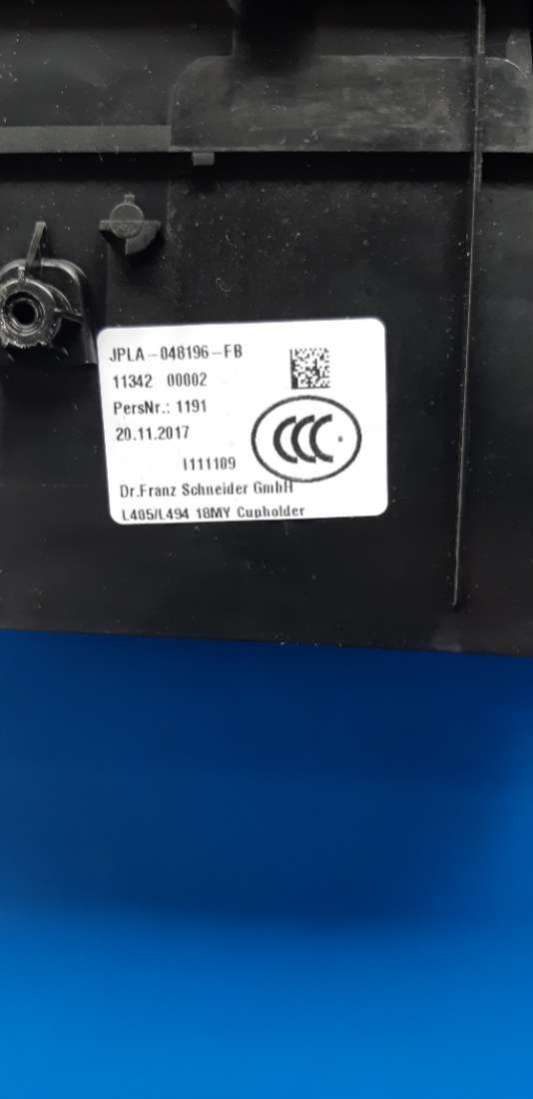 JPLA-048196-FB
11342 00002
PersNr.: 1191
20.11.2017
CCC
1111109
Dr.Franz Schneider GmbH
L405/L494 18MY Cupholder